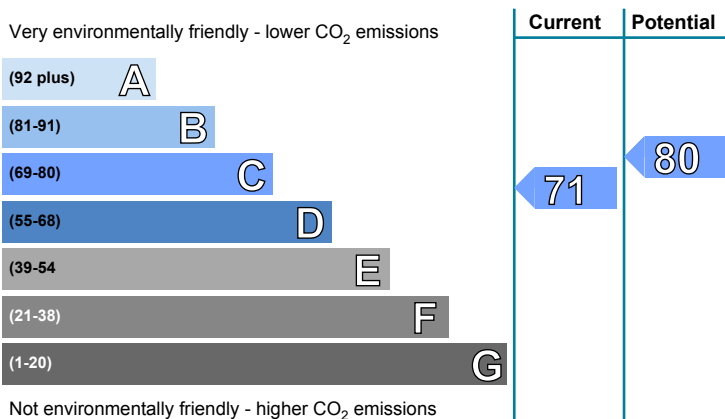 Current Potential
Very environmentally friendly - lower CO2 emissions
(92 plus) A
(81-91) B
(69-80) C
(55-68) D
(39-54 E
(21-38) F
(1-20) G
71
80
Not environmentally friendly - higher CO2 emissions